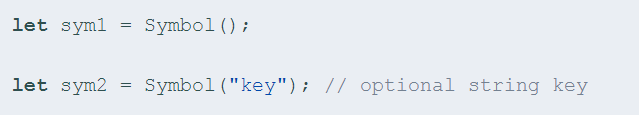 let sym1 = Symbol();
let sym2 = Symbol("key"); // optional string key